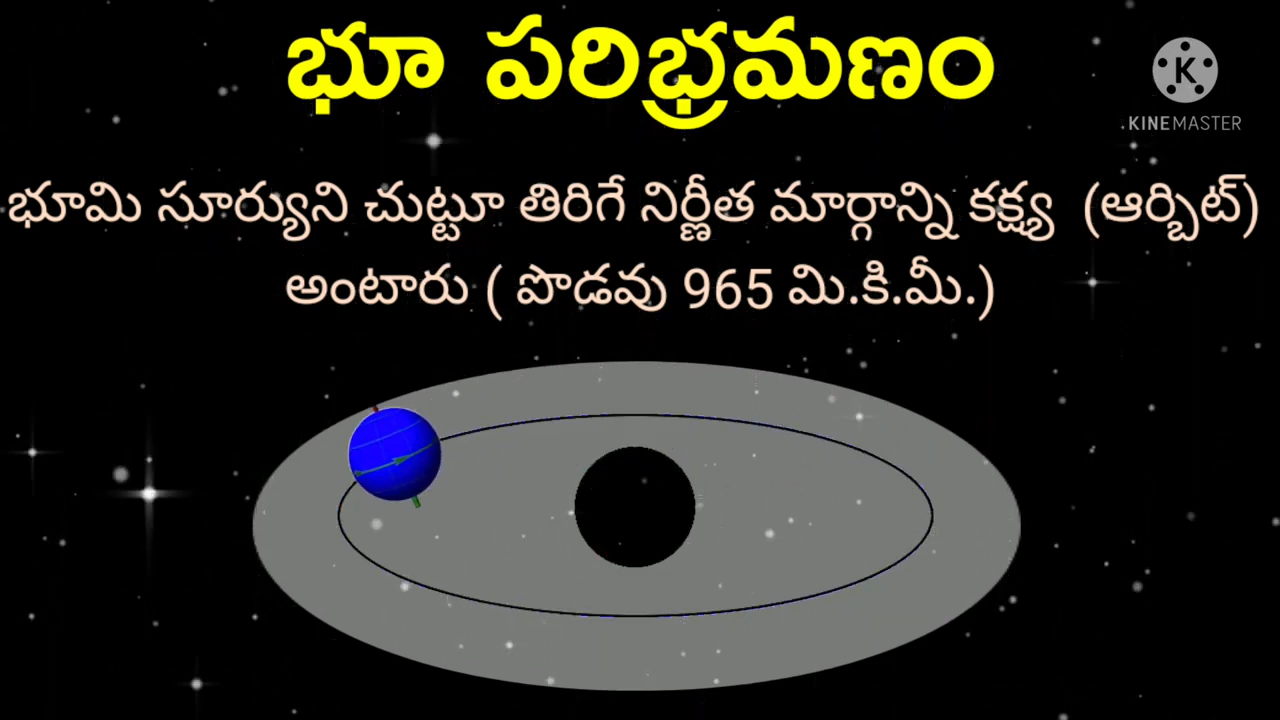 భూ పరిభ్రమణం
K
KINEMASTER
భూమి సూర్యుని చుట్టూ తిరిగే నిర్ణీత మార్గాన్ని కక్ష్య (ఆర్బిట్)
అంటారు ( పొడవు 965 మి.కి.మీ.)